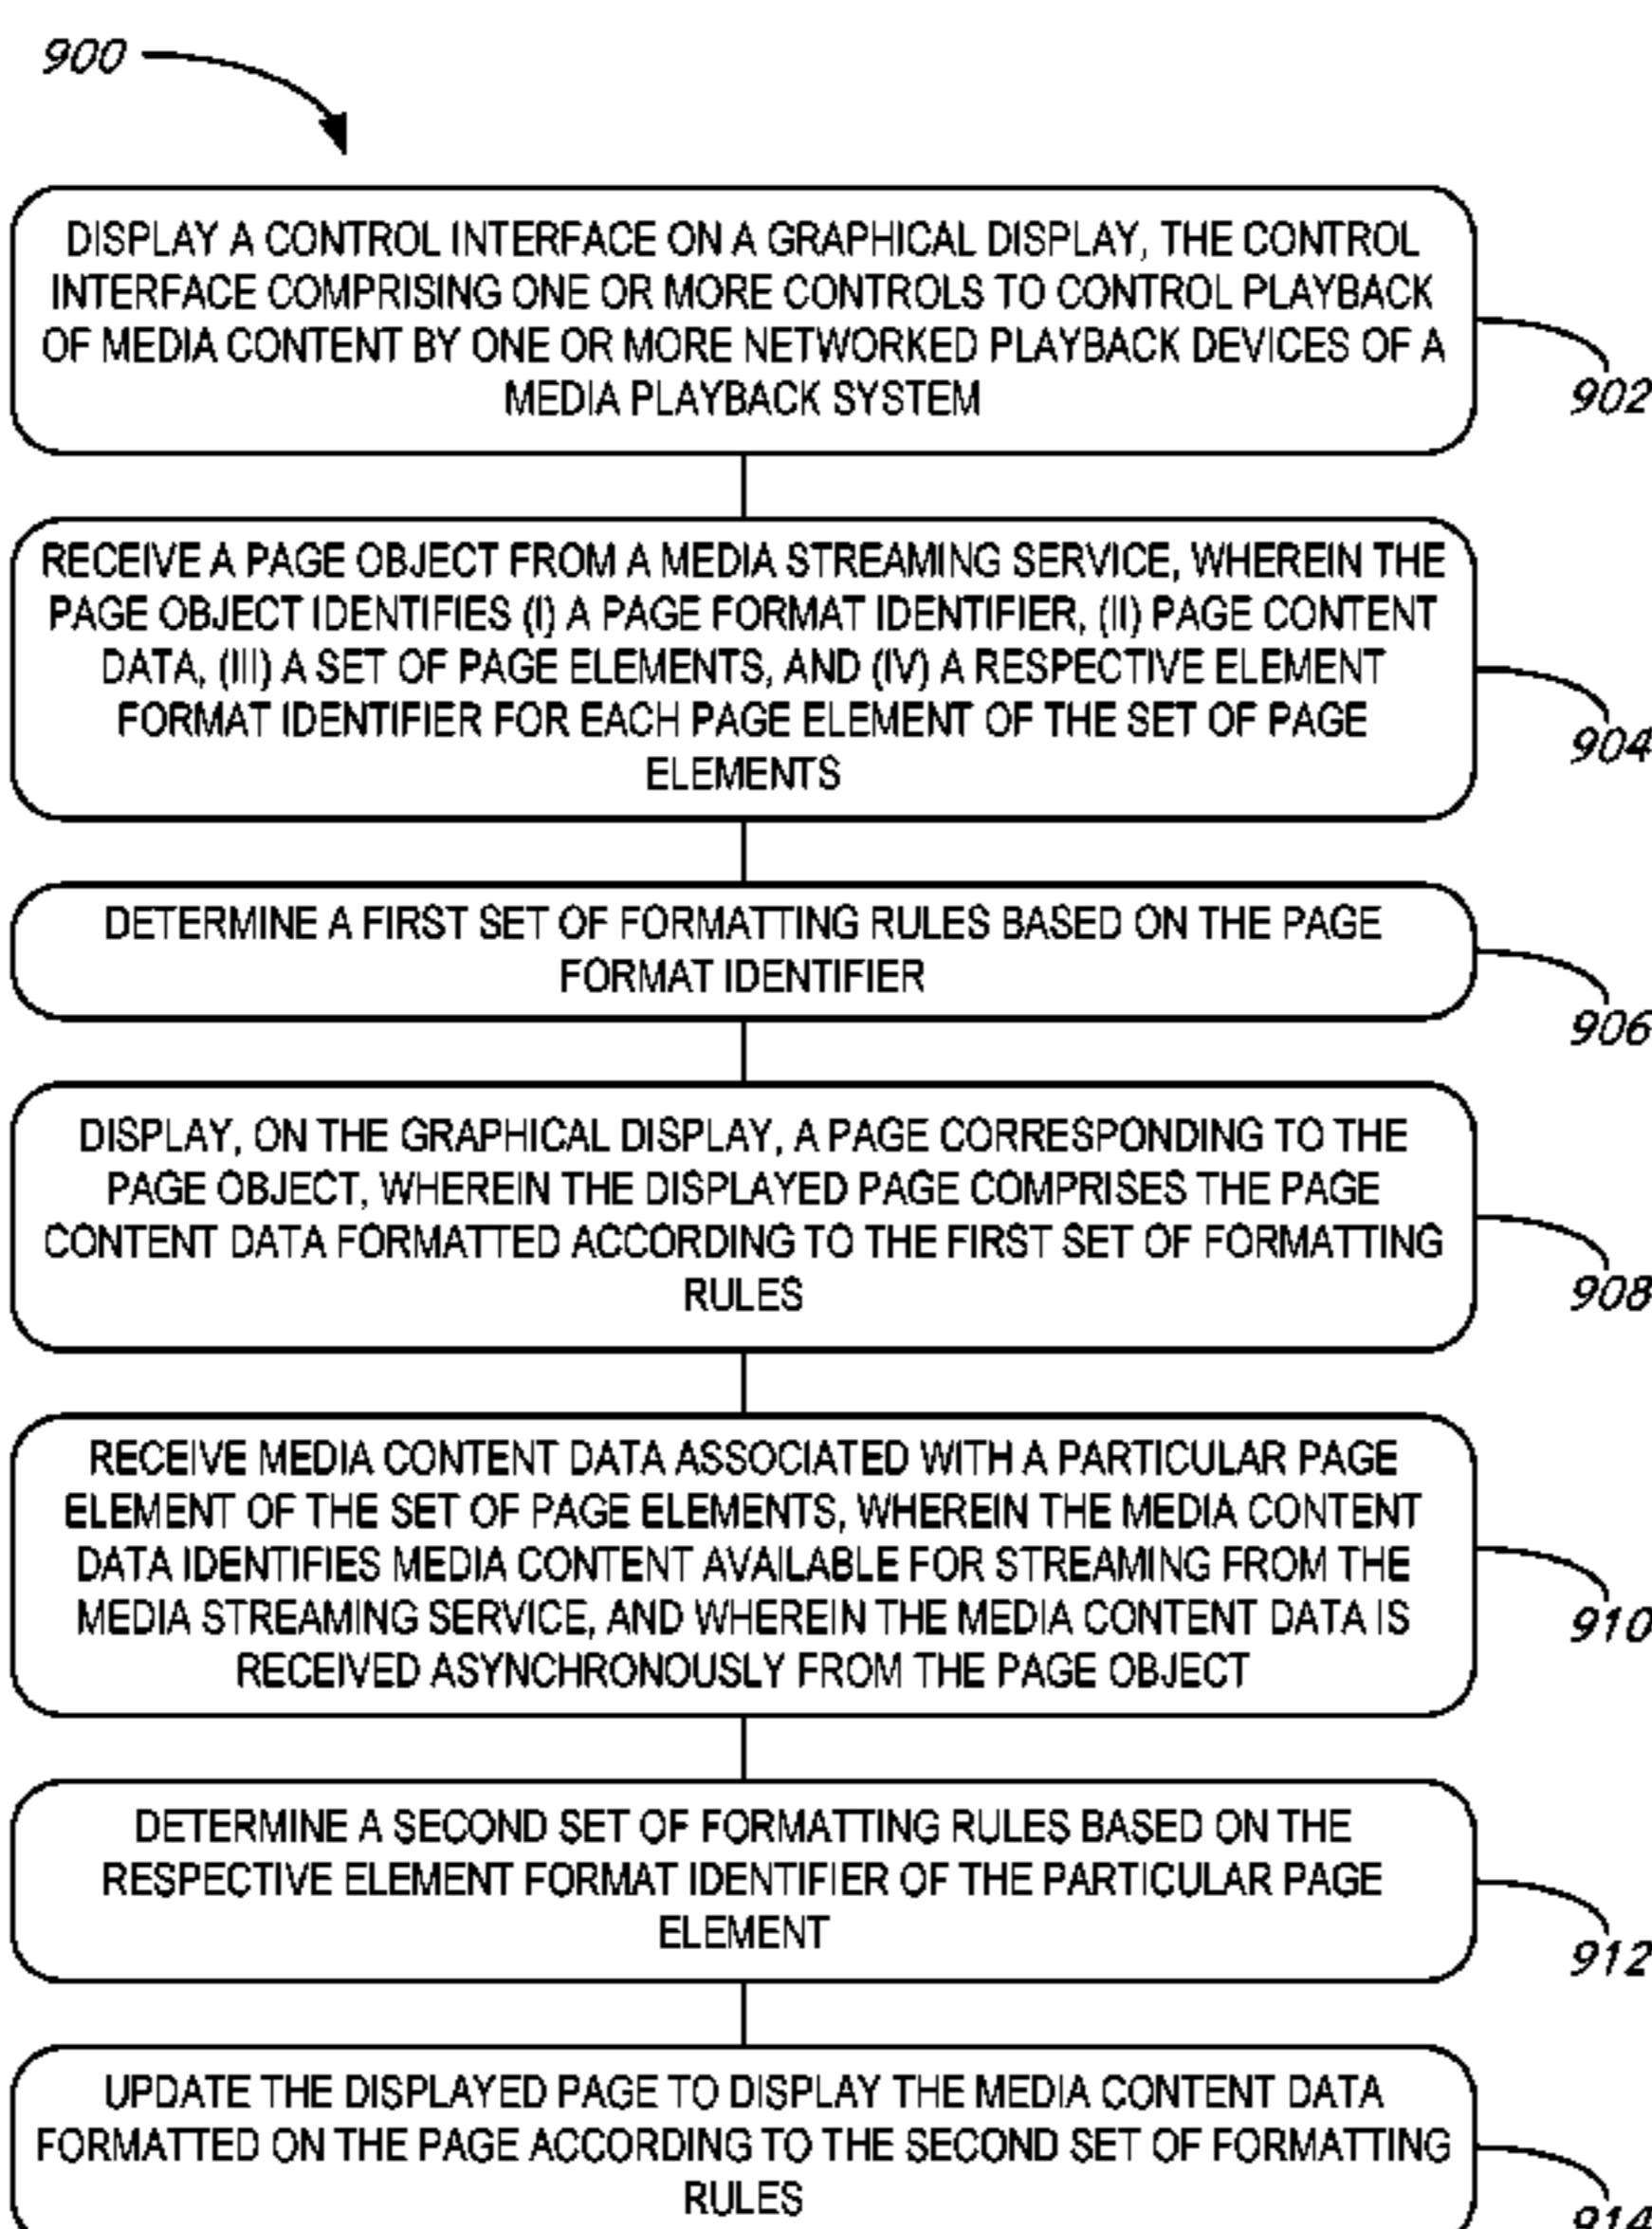 900
DISPLAY A CONTROL INTERFACE ON A GRAPHICAL DISPLAY, THE CONTROL
INTERFACE COMPRISING ONE OR MORE CONTROLS TO CONTROL PLAYBACK
OF MEDIA CONTENT BY ONE OR MORE NETWORKED PLAYBACK DEVICES OF A
MEDIA PLAYBACK SYSTEM
902
RECEIVE A PAGE OBJECT FROM A MEDIA STREAMING SERVICE, WHEREIN THE
PAGE OBJECT IDENTIFIES (I) A PAGE FORMAT IDENTIFIER, (II) PAGE CONTENT
DATA, (III) A SET OF PAGE ELEMENTS, AND (IV) A RESPECTIVE ELEMENT
FORMAT IDENTIFIER FOR EACH PAGE ELEMENT OF THE SET OF PAGE
ELEMENTS
904
DETERMINE A FIRST SET OF FORMATTING RULES BASED ON THE PAGE
FORMAT IDENTIFIER
906
DISPLAY, ON THE GRAPHICAL DISPLAY, A PAGE CORRESPONDING TO THE
PAGE OBJECT, WHEREIN THE DISPLAYED PAGE COMPRISES THE PAGE
CONTENT DATA FORMATTED ACCORDING TO THE FIRST SET OF FORMATTING
RULES
908
RECEIVE MEDIA CONTENT DATA ASSOCIATED WITH A PARTICULAR PAGE
ELEMENT OF THE SET OF PAGE ELEMENTS, WHEREIN THE MEDIA CONTENT
DATA IDENTIFIES MEDIA CONTENT AVAILABLE FOR STREAMING FROM THE
MEDIA STREAMING SERVICE, AND WHEREIN THE MEDIA CONTENT DATA IS
RECEIVED ASYNCHRONOUSLY FROM THE PAGE OBJECT
910
DETERMINE A SECOND SET OF FORMATTING RULES BASED ON THE
RESPECTIVE ELEMENT FORMAT IDENTIFIER OF THE PARTICULAR PAGE
ELEMENT
912
UPDATE THE DISPLAYED PAGE TO DISPLAY THE MEDIA CONTENT DATA
FORMATTED ON THE PAGE ACCORDING TO THE SECOND SET OF FORMATTING
RULES
914